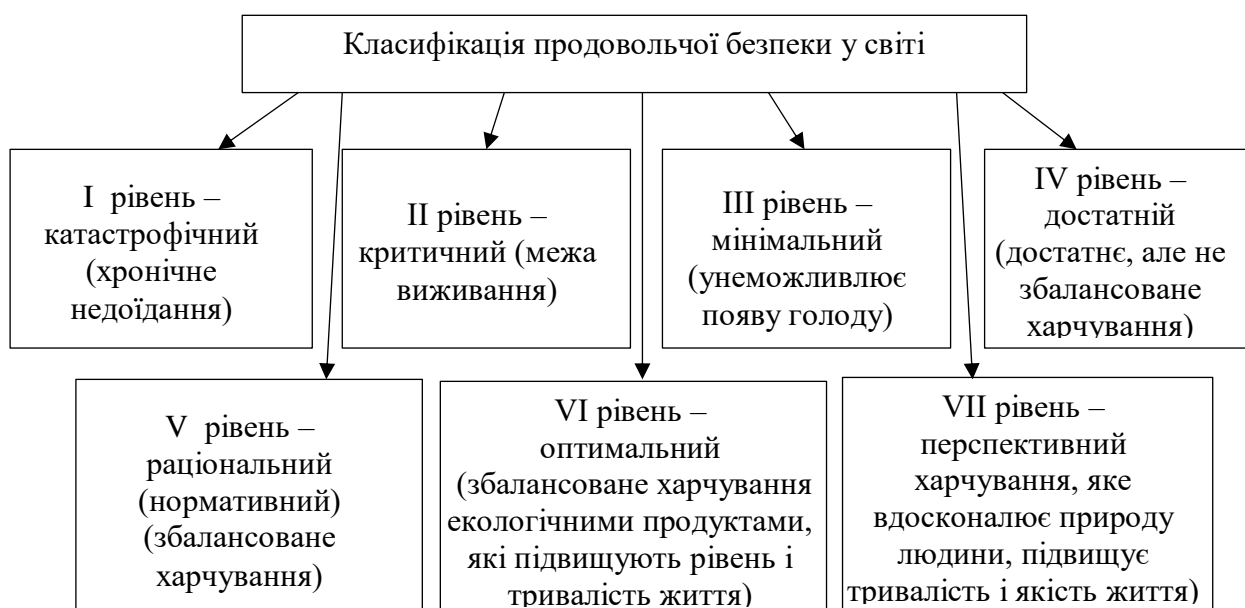 Класифікація продовольчої безпеки у світі
I рівень –
катастрофічний
(хронічне
недоїдання)
II рівень –
критичний (межа
виживання)
III рівень –
мінімальний
(унеможливлює
появу голоду)
IV рівень –
достатній
(достатнє, але не
збалансоване
харчування)
V рівень –
раціональний
(нормативний)
(збалансоване
харчування)
VI рівень –
оптимальний
(збалансоване харчування
екологічними продуктами,
які підвищують рівень і
тривалість життя)
VII рівень –
перспективний
харчування, яке
вдосконалює природу
людини, підвищує
тривалість і якість життя)